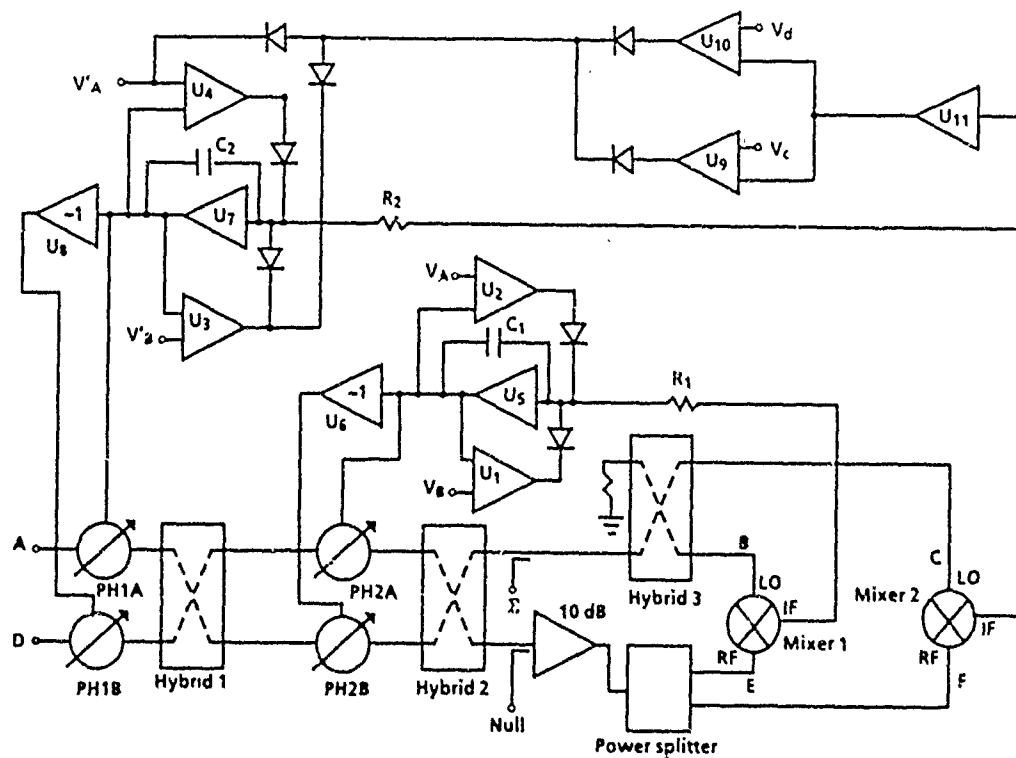 U10
Vd
V'A
U4
U11
C2
U9
Vc
~1
U7
R2
U8
VA
U2
V'B
U3
C1
~1
R1
U5
U6
VB
U1
A
B
C
LO
PH1A
PH2A
Σ
Hybrid 3
LO
Mixer 2
10 dB
IF
IF
D
Mixer 1
RF
RF
PH1B
Hybrid 1
PH2B
Hybrid 2
E
F
Null
Power splitter